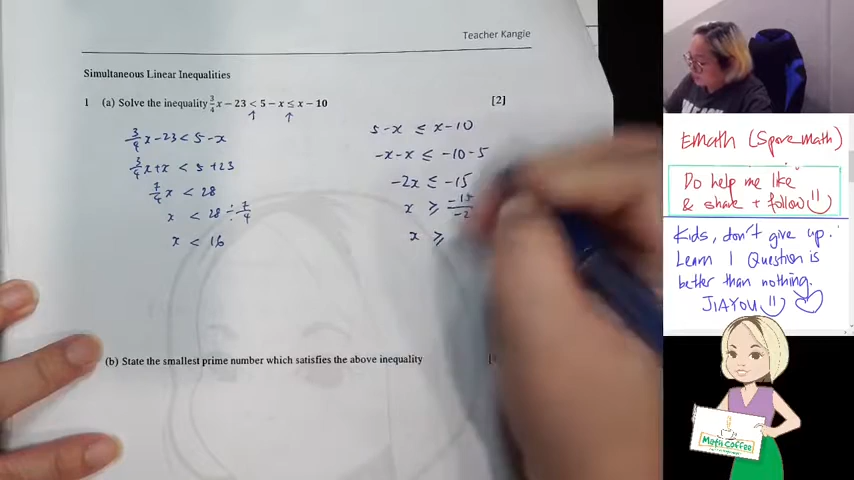 Teacher Kangie
Simultaneous Linear Inequalities
1 (a) Solve the inequality 3/4 x − 23 < 5 − x ≤ x − 10 [2]
↑ ↑
3/4 x − 23 < 5 − x
3/4 x + x < 5 + 23
7/4 x < 28
x < 28 ÷ 7/4
x < 16
5 − x ≤ x − 10
−x − x ≤ −10 − 5
−2x ≤ −15
x ≥ −15/−2
x ≥
(b) State the smallest prime number which satisfies the above inequality
EMath (Spore math)
Do help me like
& share + follow
Kids, don't give up.
Learn 1 Question is
better than nothing.
JIAYOU
Math Coffee